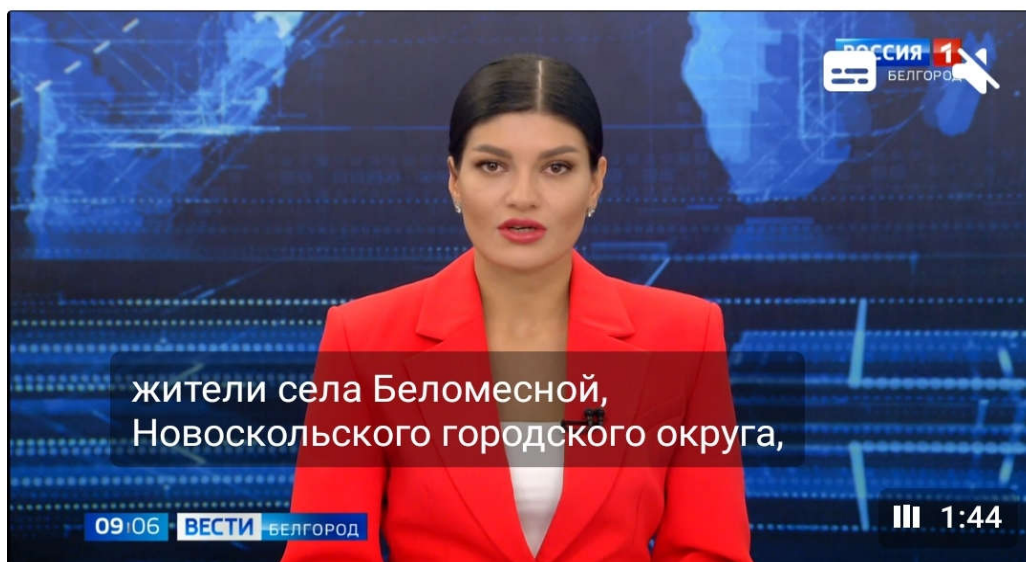 РОССИЯ 1
БЕЛГОРОД
жители села Беломесной,
Новоскольского городского округа,
09:06 ВЕСТИ БЕЛГОРОД
1:44